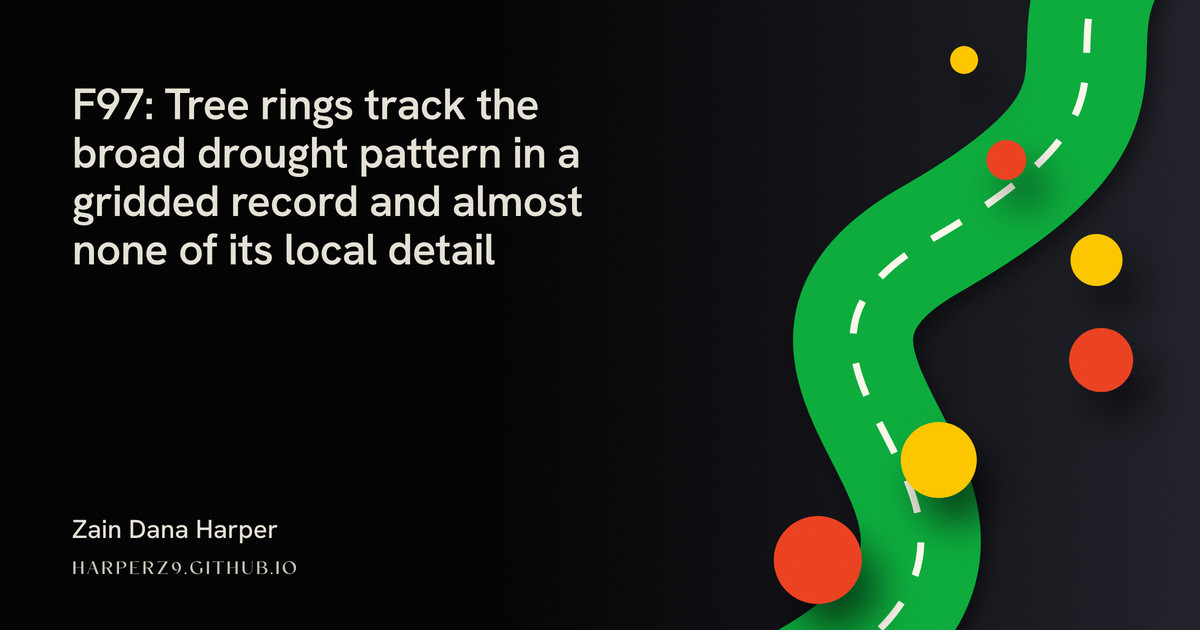 F97: Tree rings track the
broad drought pattern in a
gridded record and almost
none of its local detail
Zain Dana Harper
HARPERZ9.GITHUB.IO